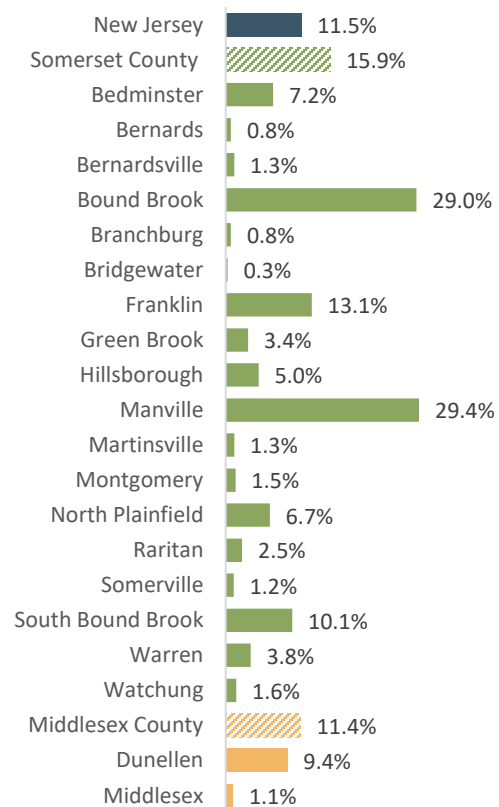 New Jersey 11.5%
Somerset County 15.9%
Bedminster 7.2%
Bernards 0.8%
Bernardsville 1.3%
Bound Brook 29.0%
Branchburg 0.8%
Bridgewater 0.3%
Franklin 13.1%
Green Brook 3.4%
Hillsborough 5.0%
Manville 29.4%
Martinsville 1.3%
Montgomery 1.5%
North Plainfield 6.7%
Raritan 2.5%
Somerville 1.2%
South Bound Brook 10.1%
Warren 3.8%
Watchung 1.6%
Middlesex County 11.4%
Dunellen 9.4%
Middlesex 1.1%